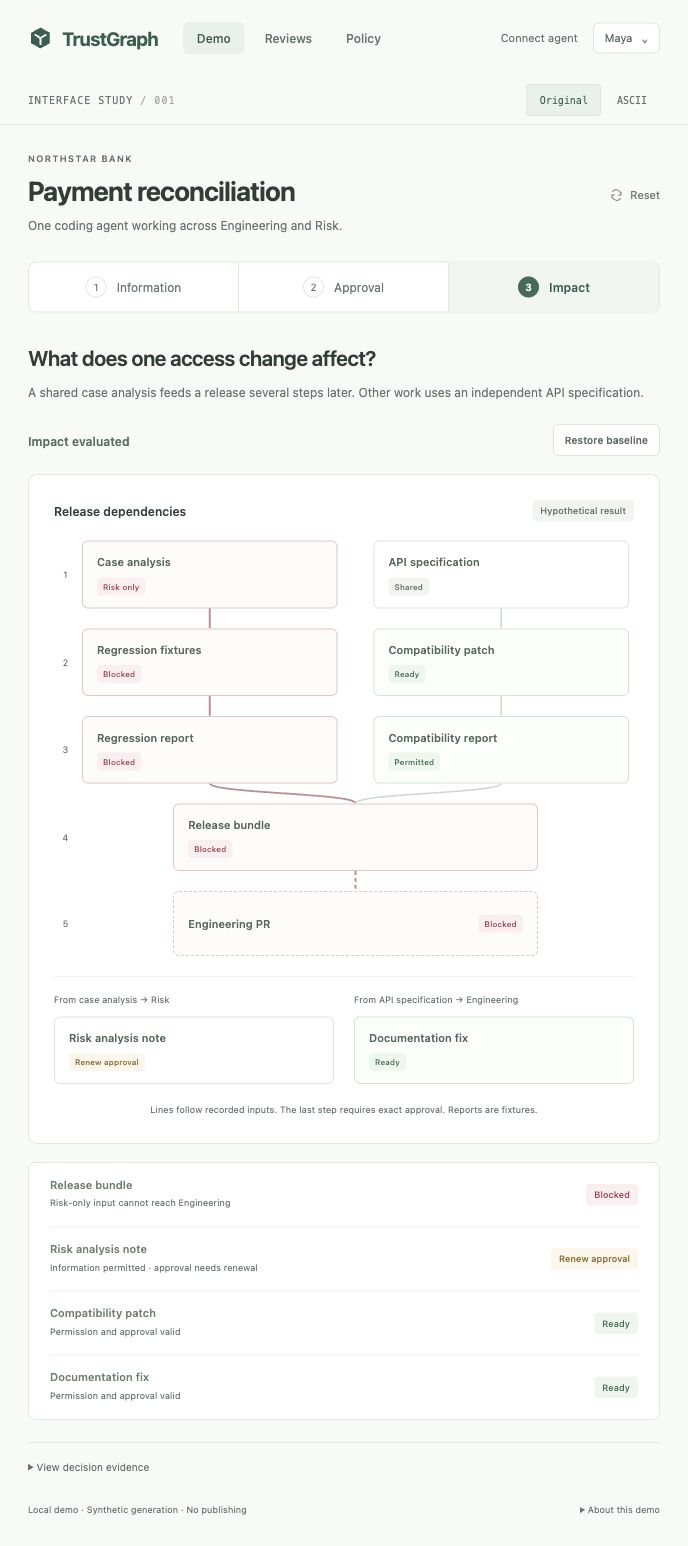 TrustGraph
Demo
Reviews
Policy
Connect agent
Maya
INTERFACE STUDY / 001
Original
ASCII
NORTHSTAR BANK
Payment reconciliation
Reset
One coding agent working across Engineering and Risk.
1 Information
2 Approval
3 Impact
What does one access change affect?
A shared case analysis feeds a release several steps later. Other work uses an independent API specification.
Impact evaluated
Restore baseline
Release dependencies
Hypothetical result
1
Case analysis
Risk only
API specification
Shared
2
Regression fixtures
Blocked
Compatibility patch
Ready
3
Regression report
Blocked
Compatibility report
Permitted
4
Release bundle
Blocked
5
Engineering PR
Blocked
From case analysis → Risk
From API specification → Engineering
Risk analysis note
Renew approval
Documentation fix
Ready
Lines follow recorded inputs. The last step requires exact approval. Reports are fixtures.
Release bundle
Risk-only input cannot reach Engineering
Blocked
Risk analysis note
Information permitted · approval needs renewal
Renew approval
Compatibility patch
Permission and approval valid
Ready
Documentation fix
Permission and approval valid
Ready
View decision evidence
Local demo · Synthetic generation · No publishing
About this demo